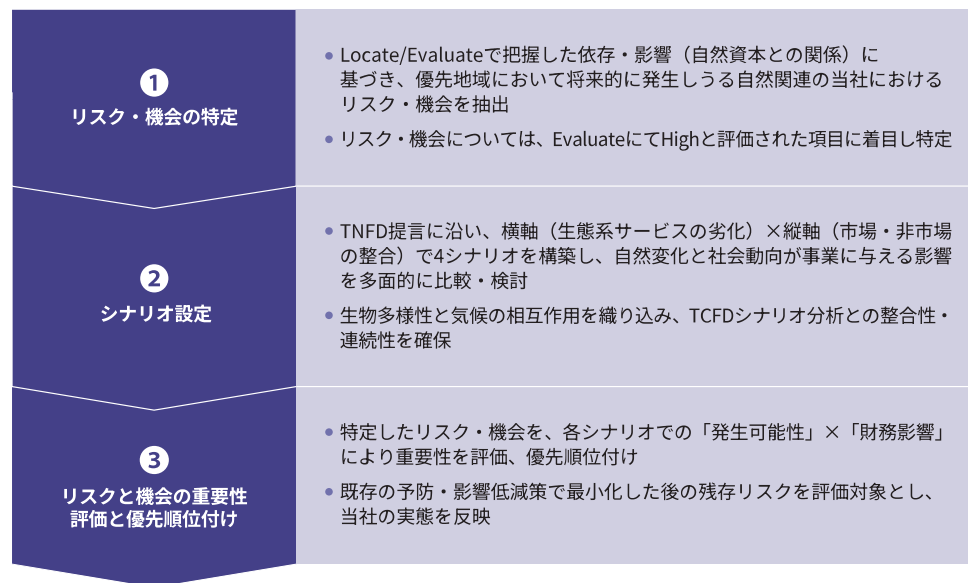 1
リスク・機会の特定
● Locate/Evaluateで把握した依存・影響（自然資本との関係）に
基づき、優先地域において将来的に発生しうる自然関連の当社における
リスク・機会を抽出
● リスク・機会については、EvaluateにてHighと評価された項目に着目し特定
2
シナリオ設定
● TNFD提言に沿い、横軸（生態系サービスの劣化）×縦軸（市場・非市場
の整合）で4シナリオを構築し、自然変化と社会動向が事業に与える影響
を多面的に比較・検討
● 生物多様性と気候の相互作用を織り込み、TCFDシナリオ分析との整合性・
連続性を確保
3
リスクと機会の重要性
評価と優先順位付け
● 特定したリスク・機会を、各シナリオでの「発生可能性」×「財務影響」
により重要性を評価、優先順位付け
● 既存の予防・影響低減策で最小化した後の残存リスクを評価対象とし、
当社の実態を反映